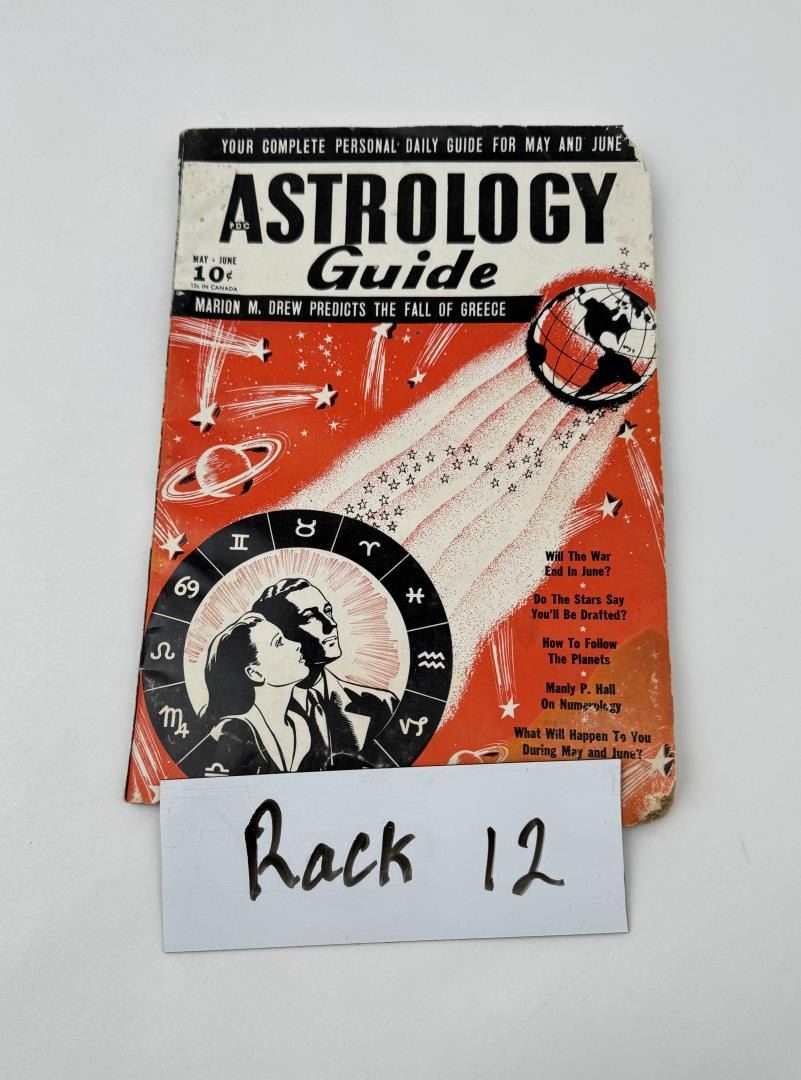 YOUR COMPLETE PERSONAL DAILY GUIDE FOR MAY AND JUNE
ASTROLOGY
PDC
Guide
MAY • JUNE
10¢
15c IN CANADA
MARION M. DREW PREDICTS THE FALL OF GREECE
Will The War
End In June?
Do The Stars Say
You'll Be Drafted?
How To Follow
The Planets
Manly P. Hall
On Numerology
What Will Happen To You
During May and June?
Rack 12